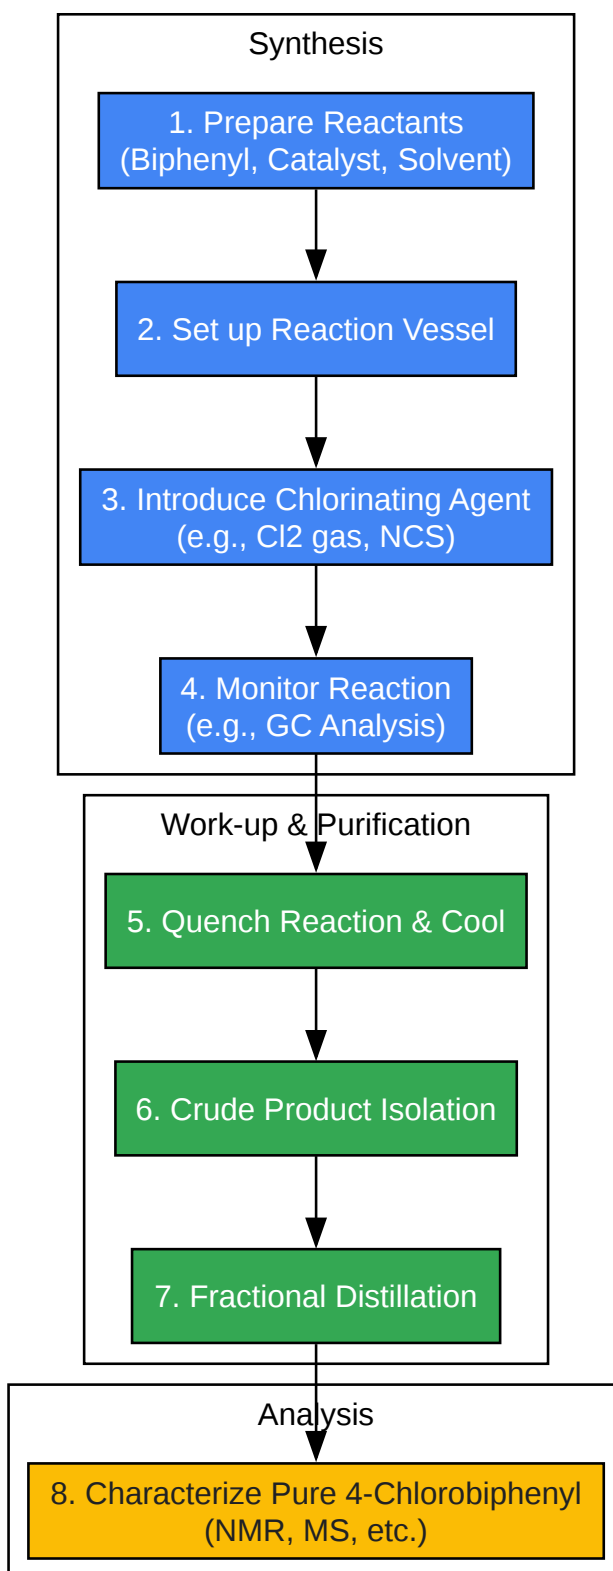 Synthesis
1. Prepare Reactants
(Biphenyl, Catalyst, Solvent)
2. Set up Reaction Vessel
3. Introduce Chlorinating Agent
(e.g., Cl2 gas, NCS)
4. Monitor Reaction
(e.g., GC Analysis)
Work-up & Purification
5. Quench Reaction & Cool
6. Crude Product Isolation
7. Fractional Distillation
Analysis
8. Characterize Pure 4-Chlorobiphenyl
(NMR, MS, etc.)